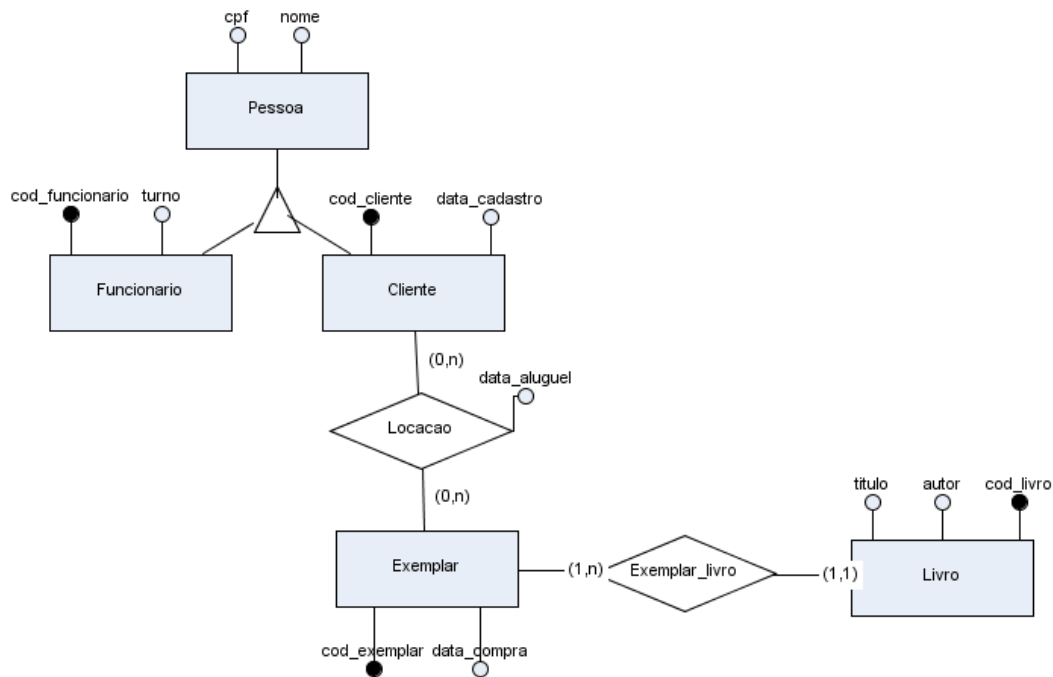 cpf nome
Pessoa
cod_funcionario turno cod_cliente data_cadastro
Funcionario Cliente
(0,n)
data_aluguel
Locacao
(0,n)
titulo autor cod_livro
Exemplar (1,n) Exemplar_livro (1,1) Livro
cod_exemplar data_compra